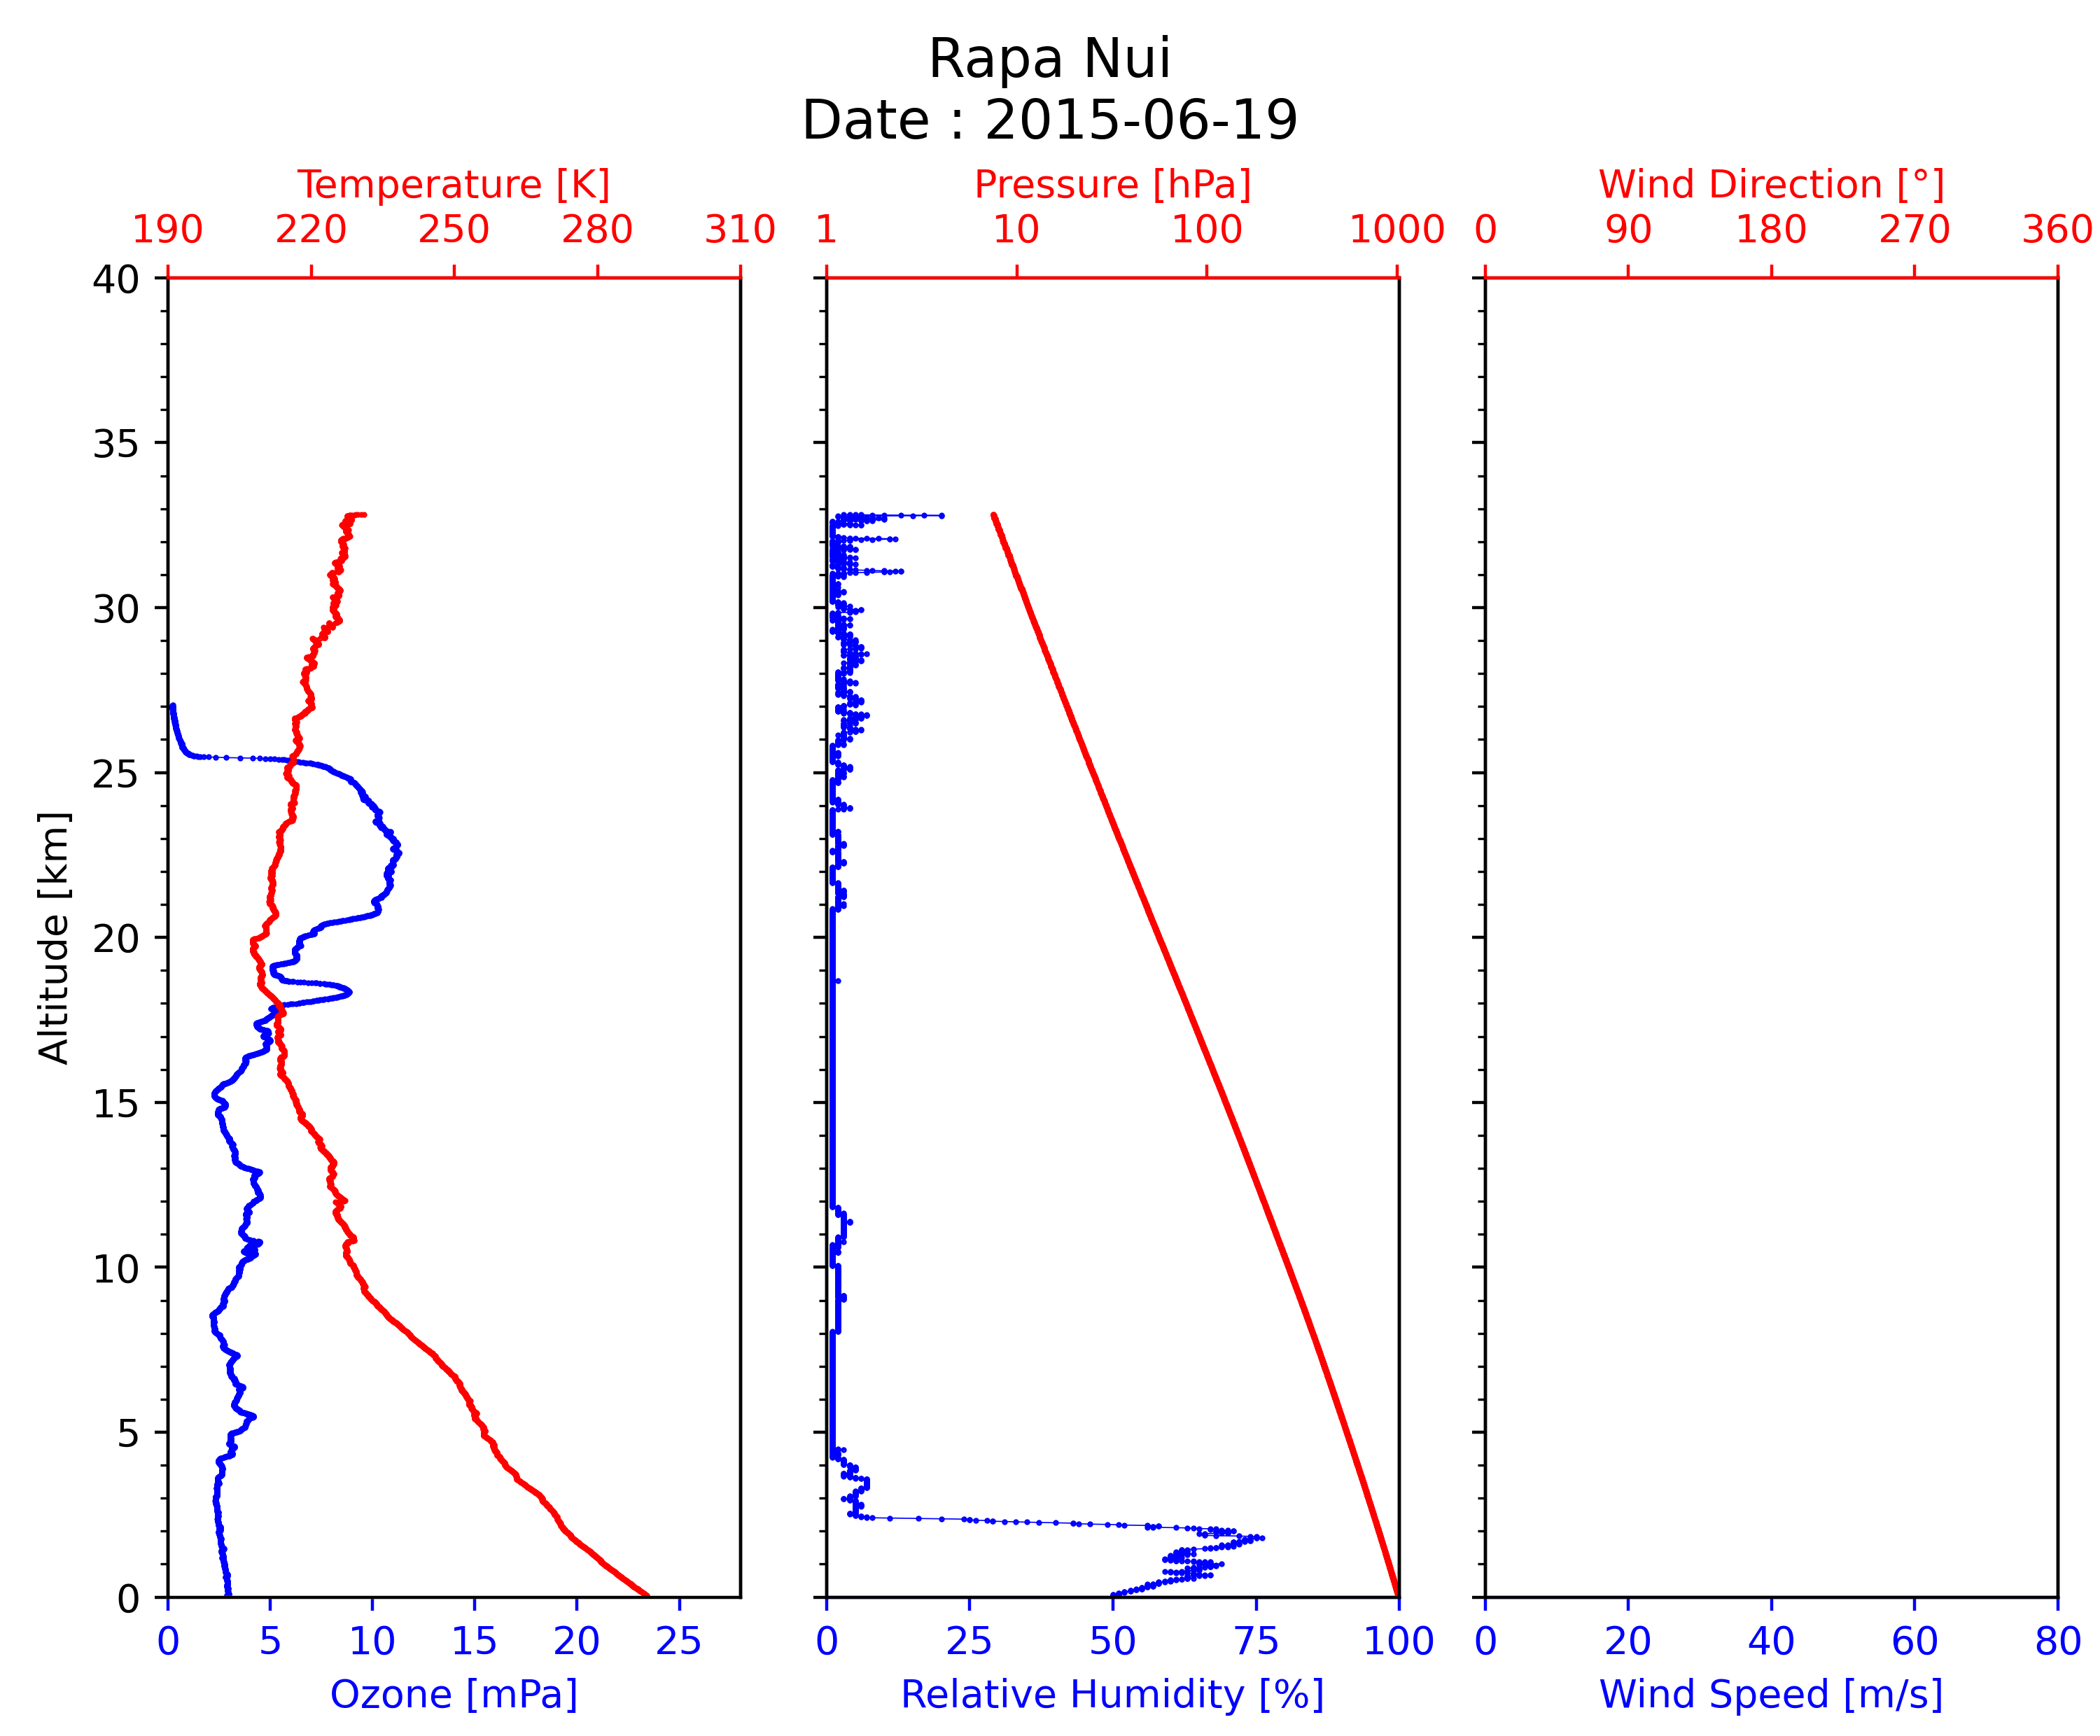 Rapa Nui
Date : 2015-06-19
Temperature [K]
190 220 250 280 310
Pressure [hPa]
1 10 100 1000
Wind Direction [°]
0 90 180 270 360
Altitude [km]
40
35
30
25
20
15
10
5
0
0 5 10 15 20 25
Ozone [mPa]
0 25 50 75 100
Relative Humidity [%]
0 20 40 60 80
Wind Speed [m/s]